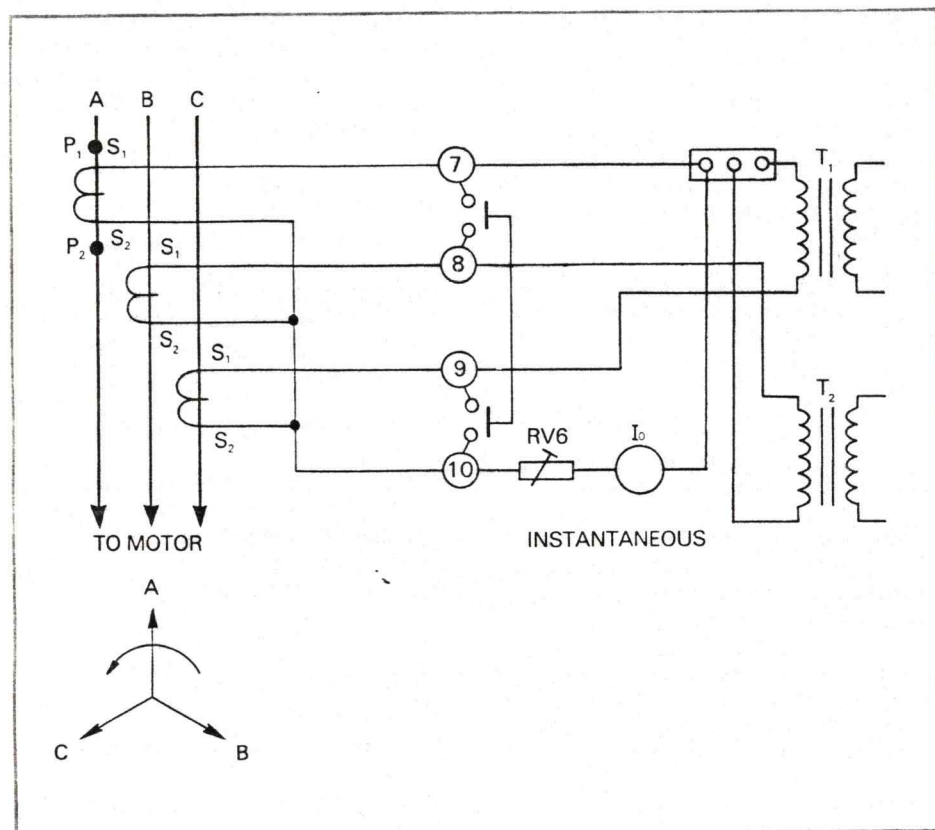 A B C
P₁ S₁
7
T₁
S₂
P₂
S₁
8
S₂
S₁
9
T₂
S₂
RV6
I₀
10
TO MOTOR
INSTANTANEOUS
A
C
B